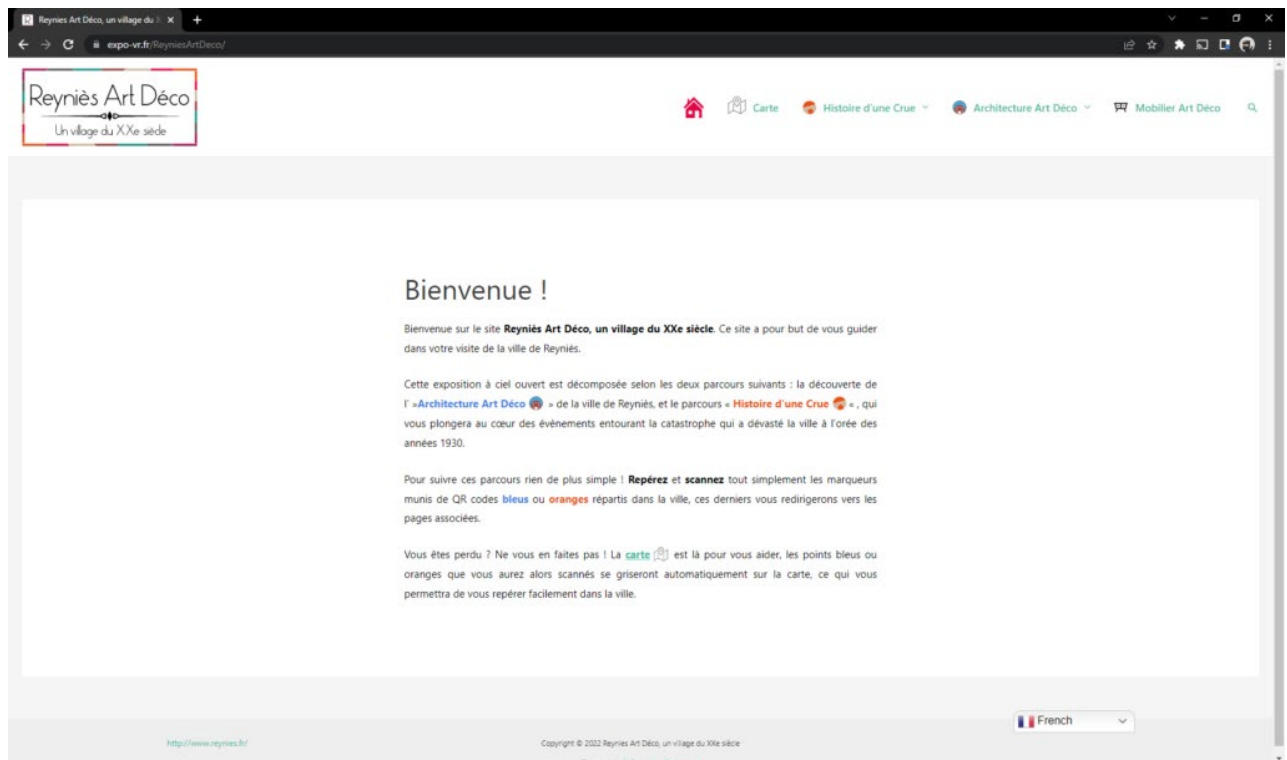 Reynies Art Déco, un village du
expo-vr.fr/ReyniesArtDeco/
Reyniès Art Déco
Un village du XXe siècle
Carte
Histoire d'une Crue
Architecture Art Déco
Mobilier Art Déco
Bienvenue !
Bienvenue sur le site Reyniès Art Déco, un village du XXe siècle. Ce site a pour but de vous guider
dans votre visite de la ville de Reyniès.
Cette exposition à ciel ouvert est décomposée selon les deux parcours suivants : la découverte de
l' »Architecture Art Déco » de la ville de Reyniès, et le parcours « Histoire d'une Crue « , qui
vous plongera au cœur des évènements entourant la catastrophe qui a dévasté la ville à l'orée des
années 1930.
Pour suivre ces parcours rien de plus simple ! Repérez et scannez tout simplement les marqueurs
munis de QR codes bleus ou oranges répartis dans la ville, ces derniers vous redirigerons vers les
pages associées.
Vous êtes perdu ? Ne vous en faites pas ! La carte est là pour vous aider, les points bleus ou
oranges que vous aurez alors scannés se griseront automatiquement sur la carte, ce qui vous
permettra de vous repérer facilement dans la ville.
French
http://www.reynies.fr/
Copyright © 2022 Reynies Art Déco, un village du XXe siècle